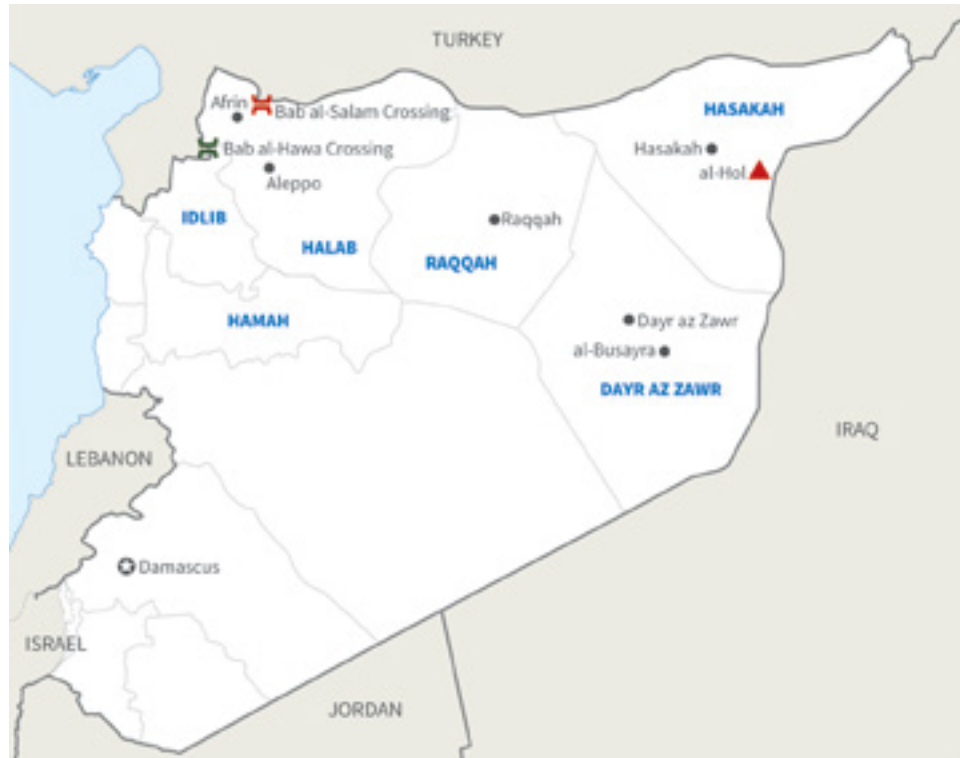 TURKEY
Afrin
Bab al-Salam Crossing
HASAKAH
Bab al-Hawa Crossing
Hasakah
Aleppo
al-Hol
IDLIB
Raqqah
HALAB
RAQQAH
HAMAH
Dayr az Zawr
al-Busayra
DAYR AZ ZAWR
IRAQ
LEBANON
Damascus
ISRAEL
JORDAN